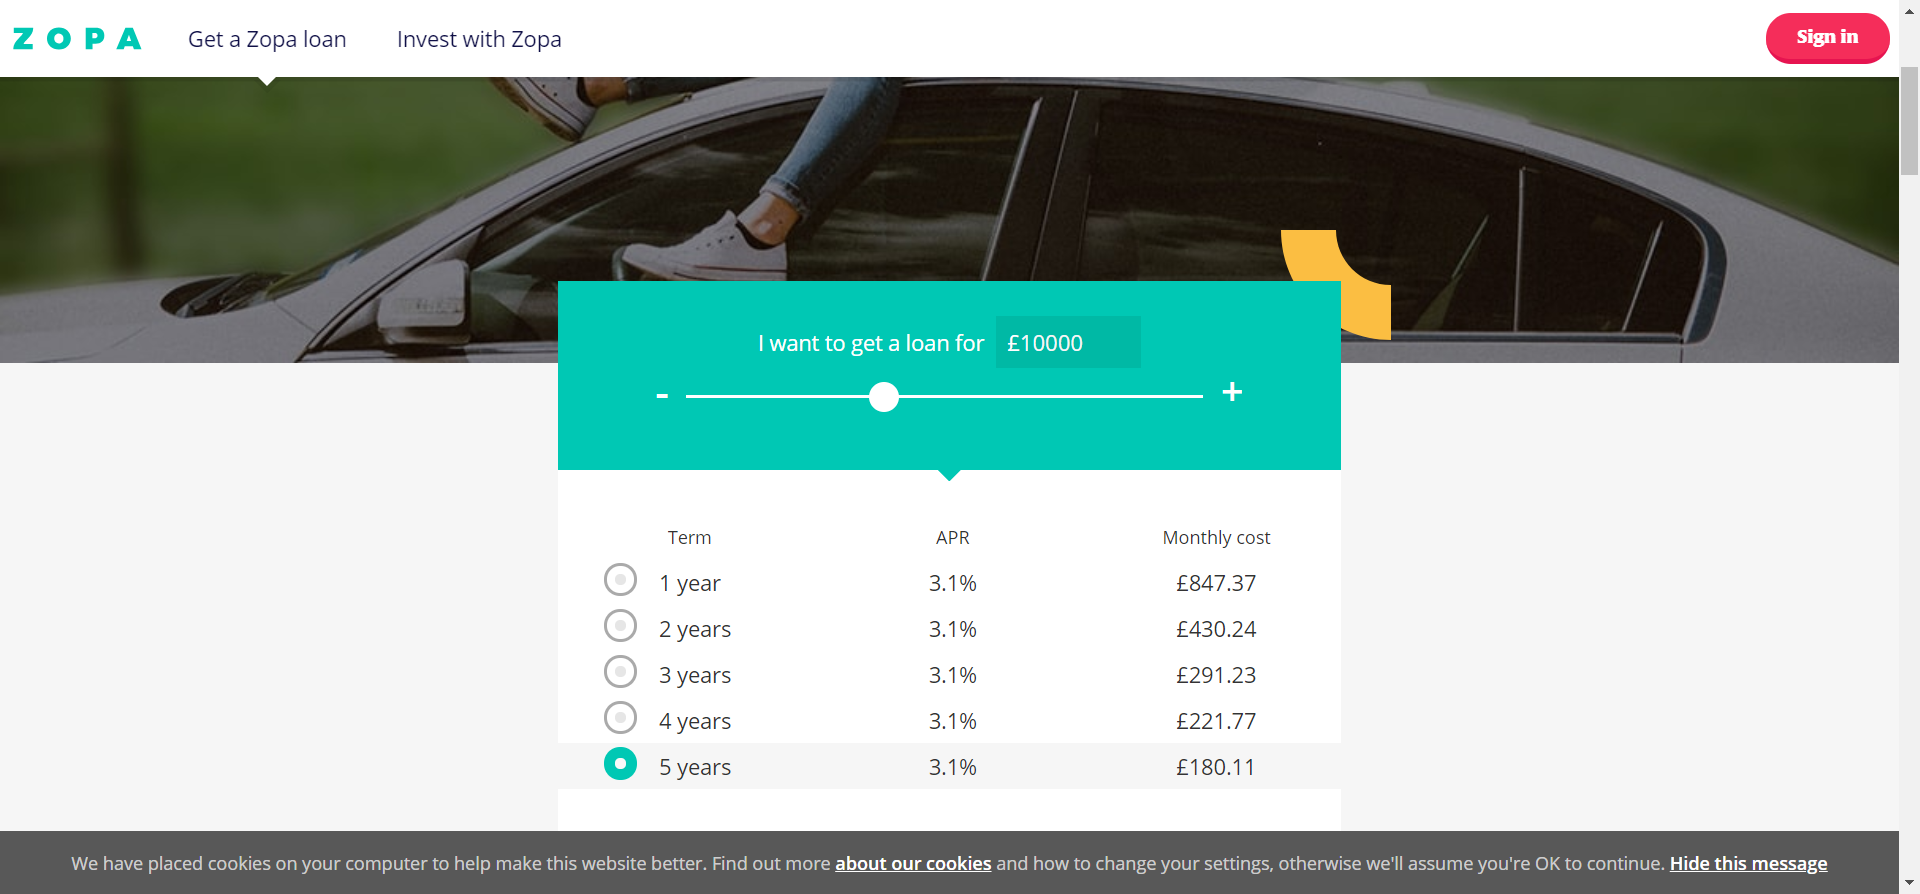 ZOPA Get a Zopa loan Invest with Zopa Sign in
I want to get a loan for £10000
- +
Term APR Monthly cost
1 year 3.1% £847.37
2 years 3.1% £430.24
3 years 3.1% £291.23
4 years 3.1% £221.77
5 years 3.1% £180.11
We have placed cookies on your computer to help make this website better. Find out more about our cookies and how to change your settings, otherwise we'll assume you're OK to continue. Hide this message